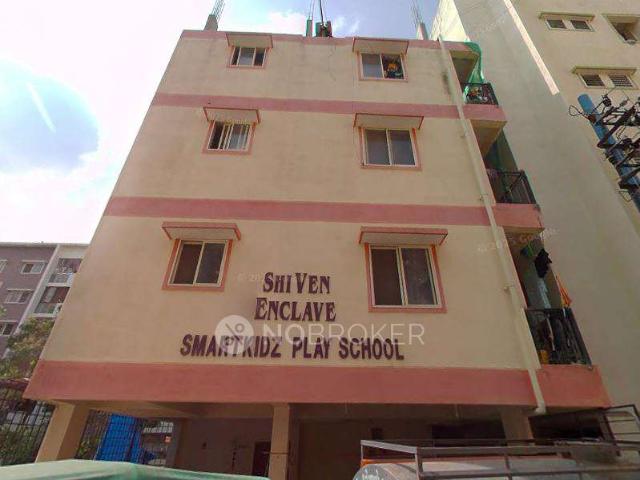 SHIVEN
ENCLAVE
NOBROKER
SMARTKIDZ PLAY SCHOOL